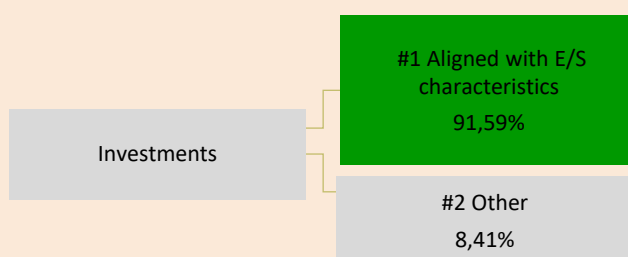 #1 Aligned with E/S
characteristics
91,59%
Investments
#2 Other
8,41%